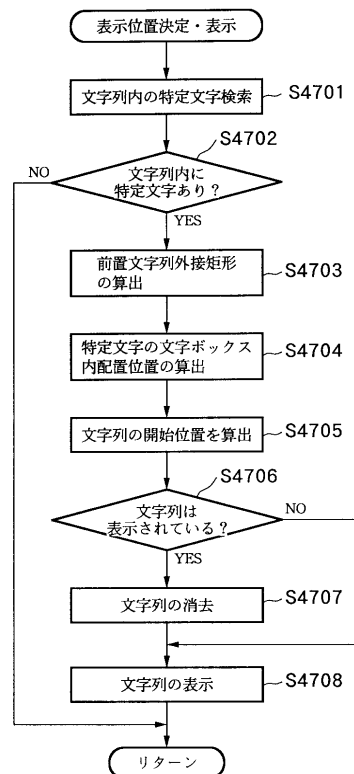 表示位置決定・表示
文字列内の特定文字検索
S4701
S4702
NO
文字列内に
特定文字あり?
YES
前置文字列外接矩形
の算出
S4703
特定文字の文字ボックス
内配置位置の算出
S4704
文字列の開始位置を算出
S4705
S4706
文字列は
表示されている?
NO
YES
文字列の消去
S4707
文字列の表示
S4708
リターン